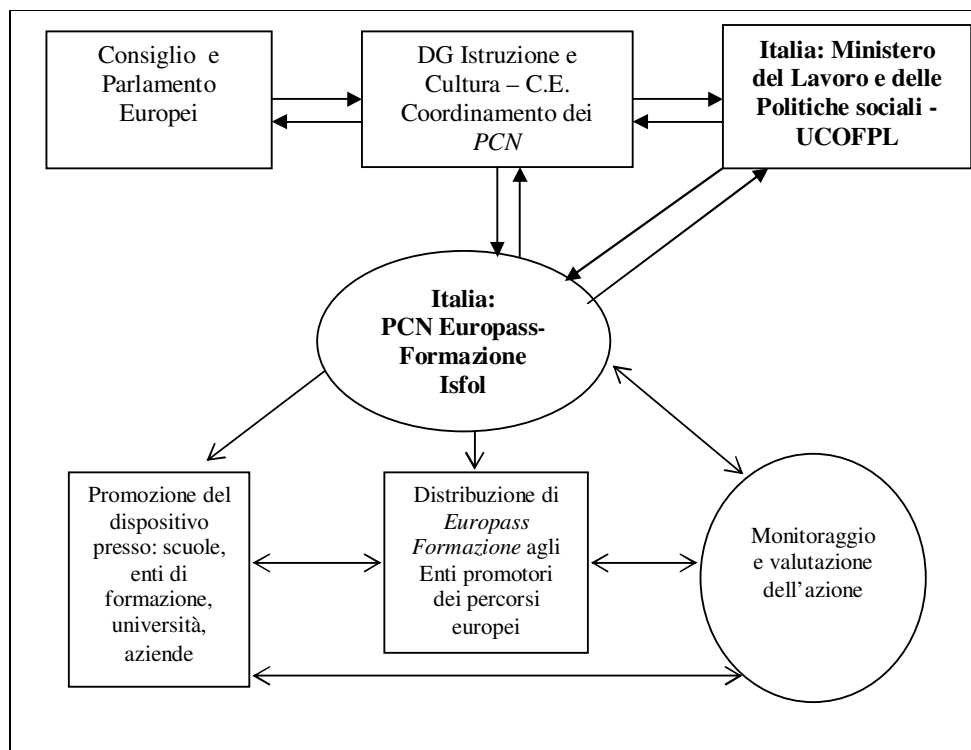 Consiglio e
Parlamento
Europei
DG Istruzione e
Cultura – C.E.
Coordinamento dei
PCN
Italia: Ministero
del Lavoro e delle
Politiche sociali -
UCOFPL
Italia:
PCN Europass-
Formazione
Isfol
Promozione del
dispositivo
presso: scuole,
enti di
formazione,
università,
aziende
Distribuzione di
Europass
Formazione agli
Enti promotori
dei percorsi
europei
Monitoraggio
e valutazione
dell’azione